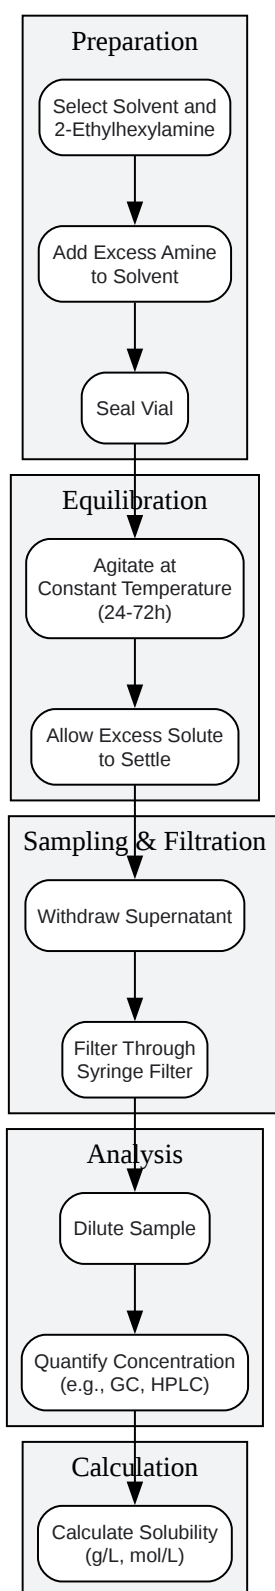 Preparation
Select Solvent and
2-Ethylhexylamine
Add Excess Amine
to Solvent
Seal Vial
Equilibration
Agitate at
Constant Temperature
(24-72h)
Allow Excess Solute
to Settle
Sampling & Filtration
Withdraw Supernatant
Filter Through
Syringe Filter
Analysis
Dilute Sample
Quantify Concentration
(e.g., GC, HPLC)
Calculation
Calculate Solubility
(g/L, mol/L)